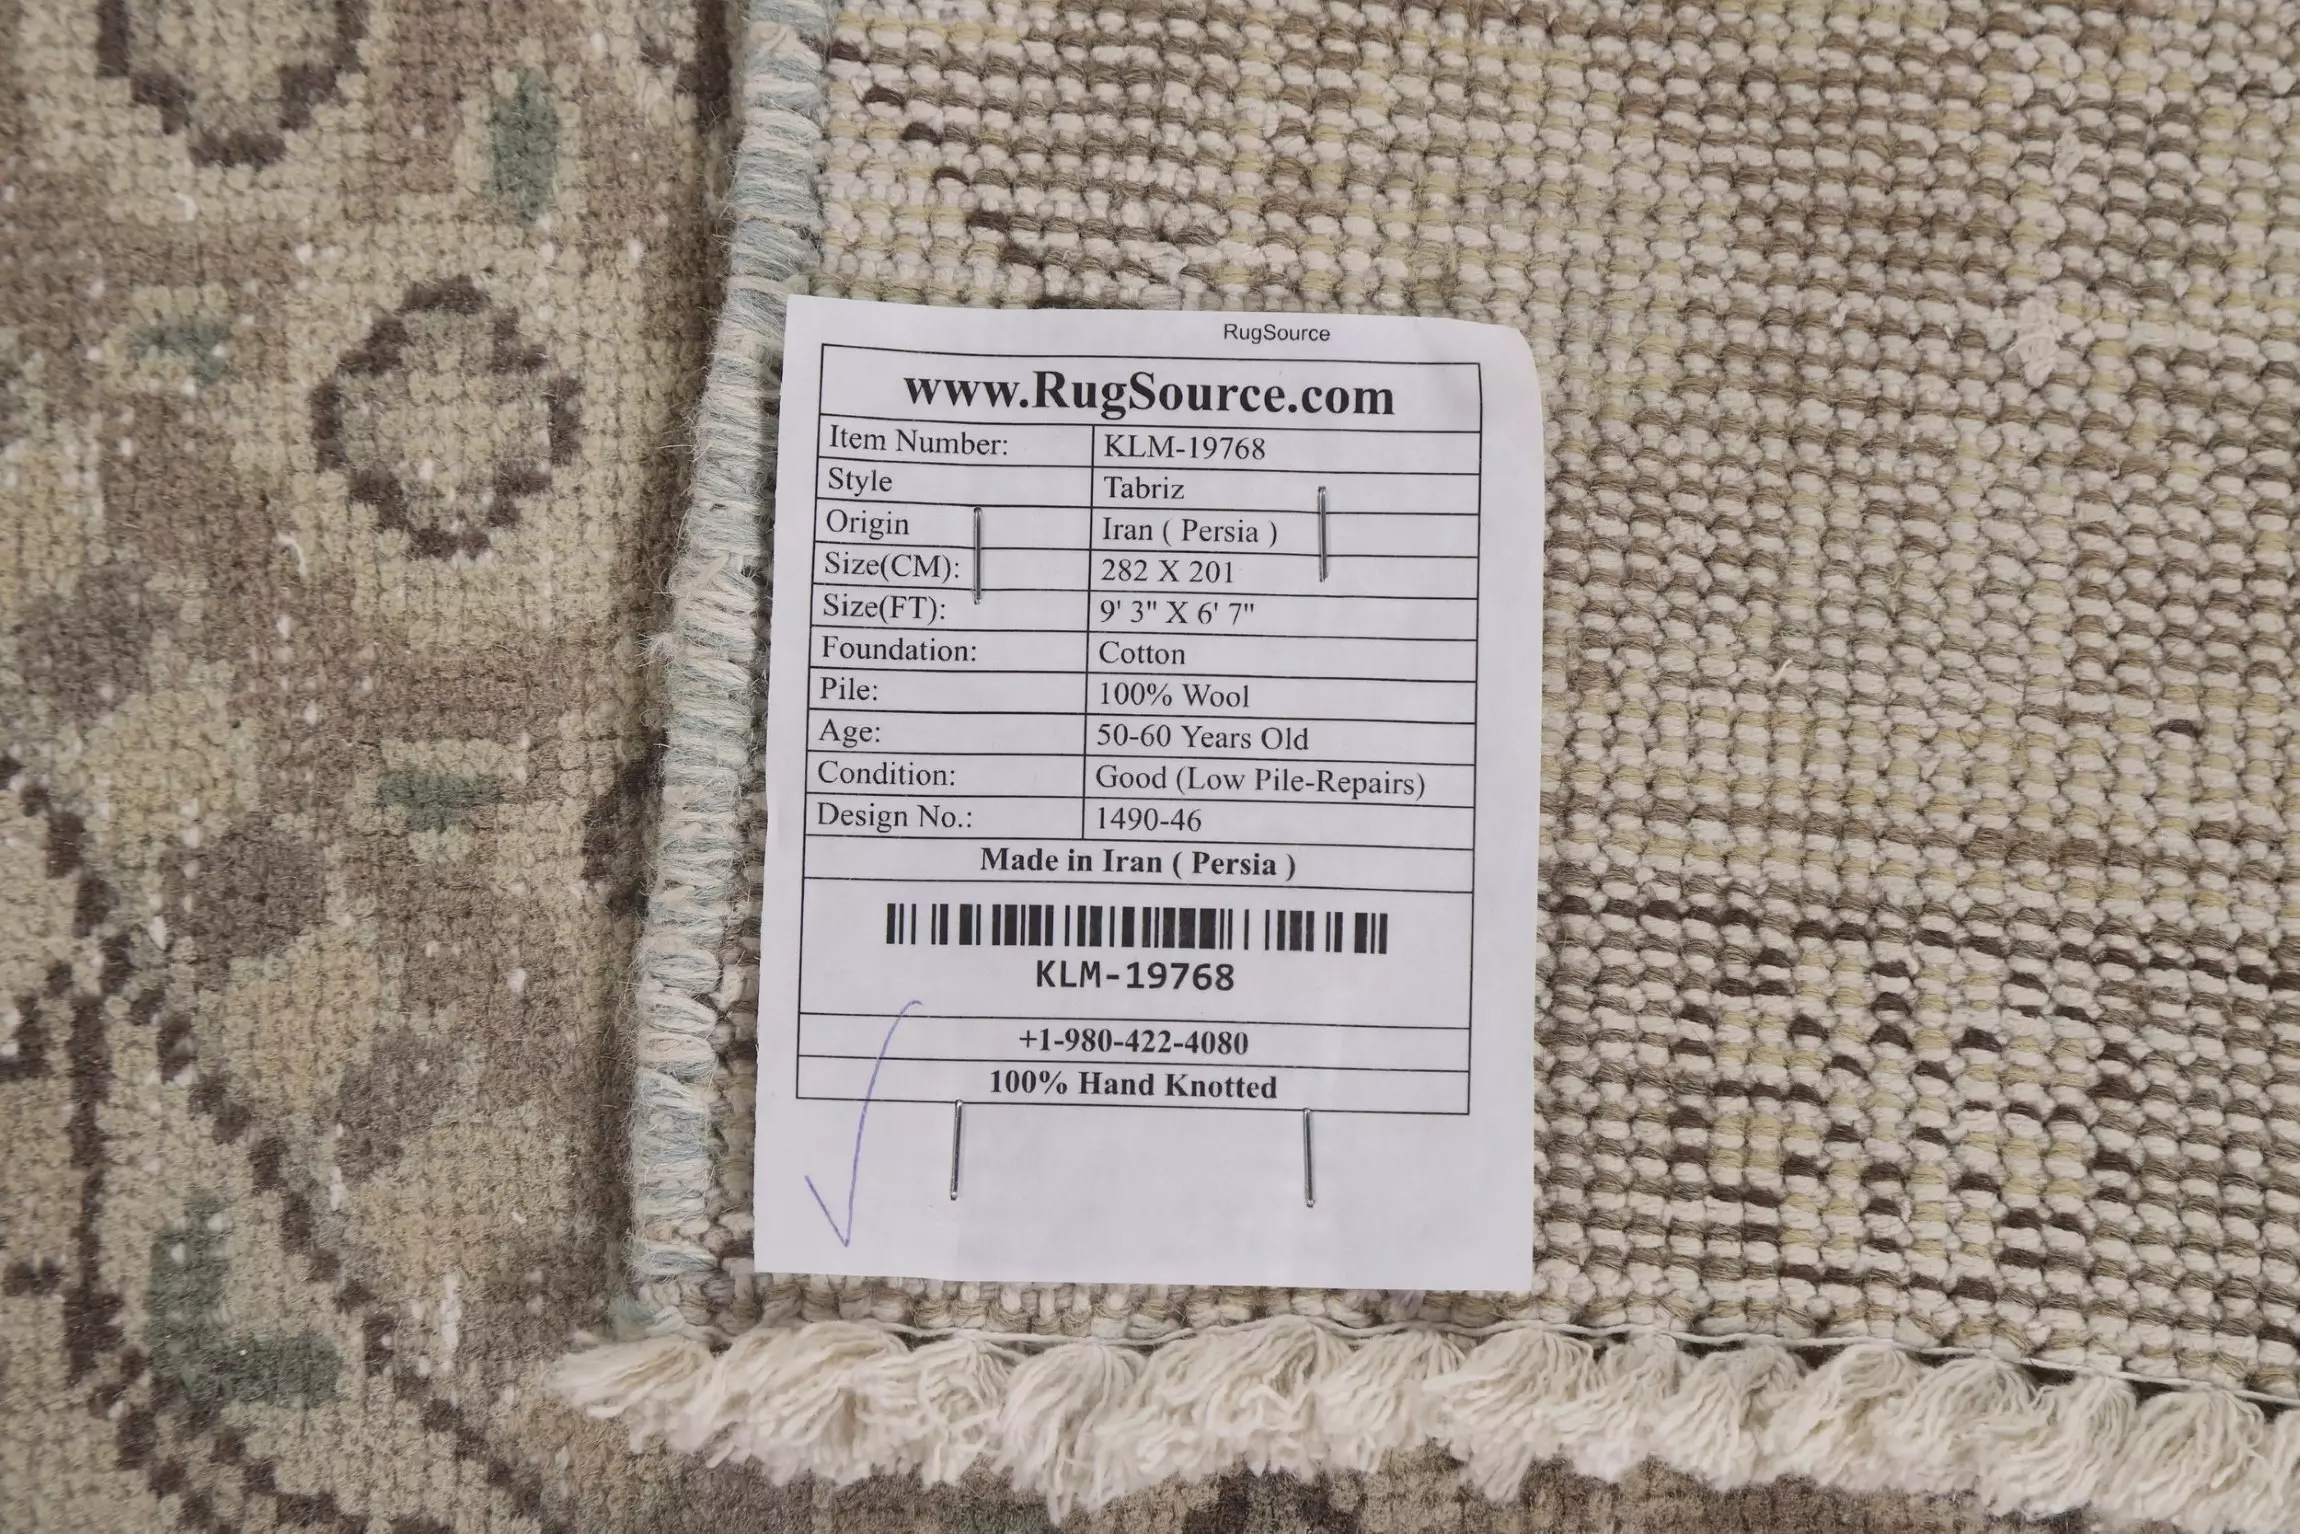 RugSource
www.RugSource.com
Item Number: KLM-19768
Style Tabriz
Origin Iran ( Persia )
Size(CM): 282 X 201
Size(FT): 9' 3" X 6' 7"
Foundation: Cotton
Pile: 100% Wool
Age: 50-60 Years Old
Condition: Good (Low Pile-Repairs)
Design No.: 1490-46
Made in Iran ( Persia )
KLM-19768
+1-980-422-4080
100% Hand Knotted